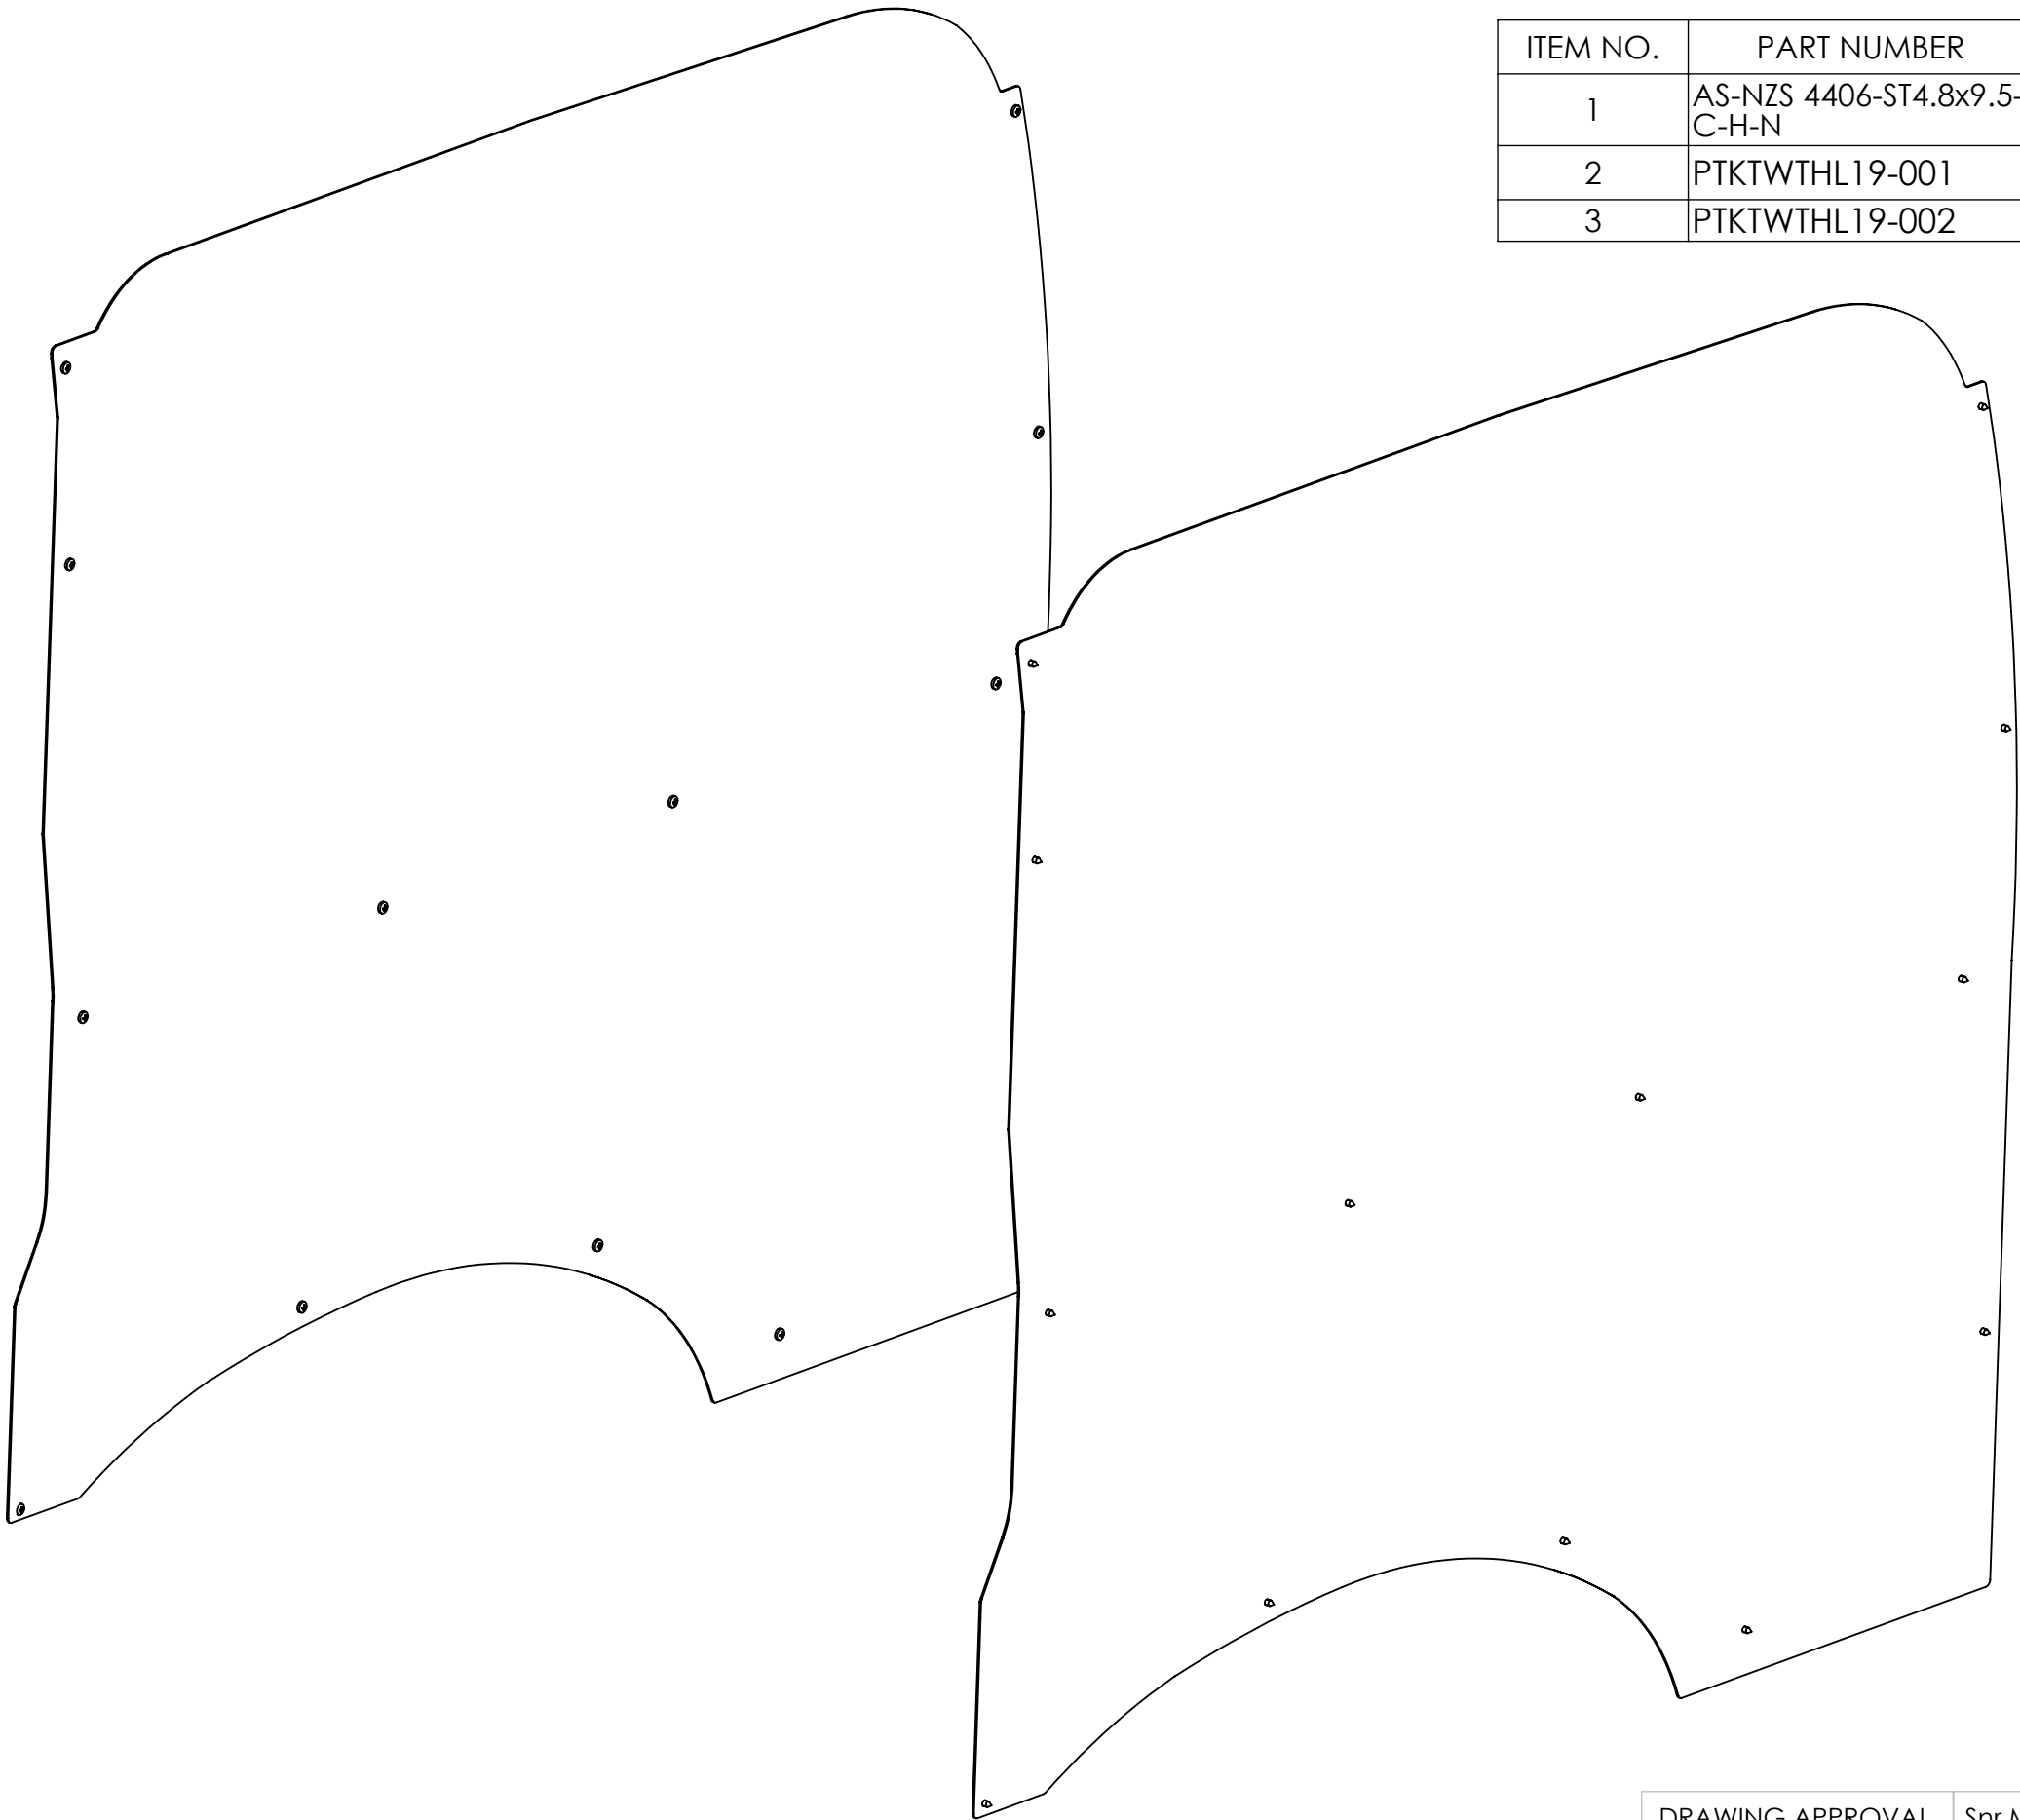 ITEM NO. PART NUMBER
1 AS-NZS 4406-ST4.8x9.5-
C-H-N
2 PTKTWTHL19-001
3 PTKTWTHL19-002
DRAWING APPROVAL Snr